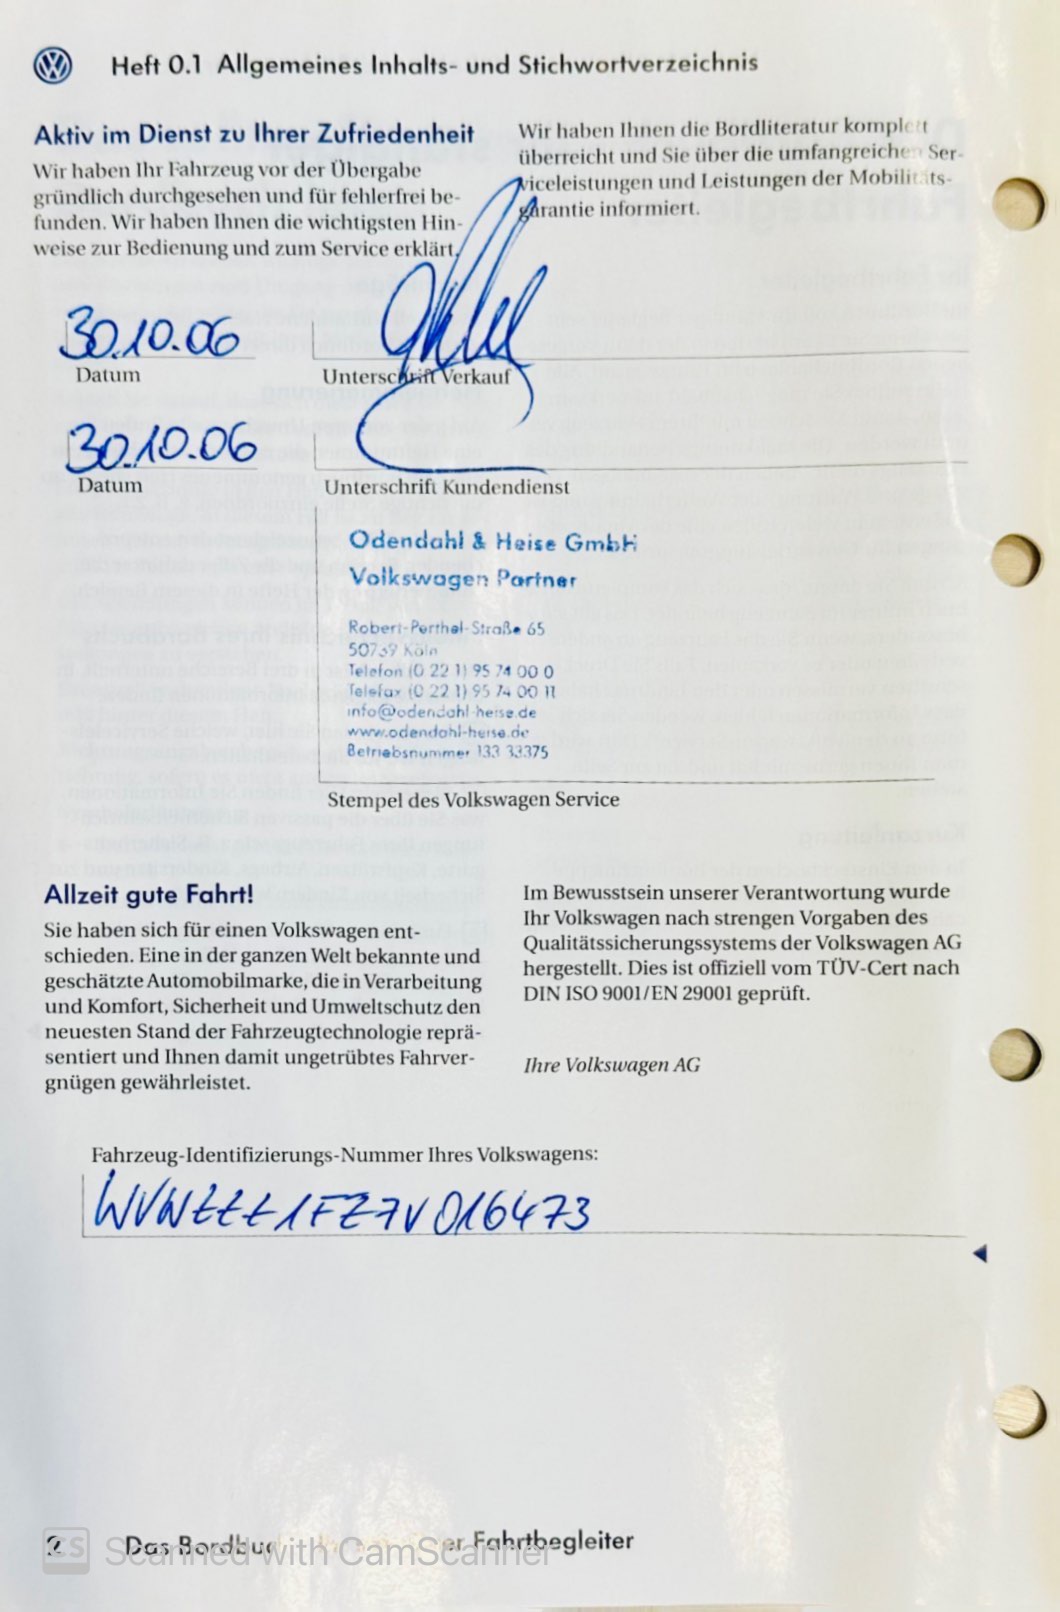 Heft 0.1 Allgemeines Inhalts- und Stichwortverzeichnis
Aktiv im Dienst zu Ihrer Zufriedenheit
Wir haben Ihr Fahrzeug vor der Übergabe
gründlich durchgesehen und für fehlerfrei be-
funden. Wir haben Ihnen die wichtigsten Hin-
weise zur Bedienung und zum Service erklärt.
Wir haben Ihnen die Bordliteratur komplett
überreicht und Sie über die umfangreichen Ser-
viceleistungen und Leistungen der Mobilitäts-
garantie informiert.
30.10.06
Datum
Unterschrift Verkauf
30.10.06
Datum
Unterschrift Kundendienst
Odendahl & Heise GmbH
Volkswagen Partner
Robert-Perthel-Straße 65
50739 Köln
Telefon (0 22 1) 95 74 00 0
Telefax (0 22 1) 95 74 00 11
info@odendahl-heise.de
www.odendahl-heise.de
Betriebsnummer 133 33375
Stempel des Volkswagen Service
Allzeit gute Fahrt!
Sie haben sich für einen Volkswagen ent-
schieden. Eine in der ganzen Welt bekannte und
geschätzte Automobilmarke, die in Verarbeitung
und Komfort, Sicherheit und Umweltschutz den
neuesten Stand der Fahrzeugtechnologie reprä-
sentiert und Ihnen damit ungetrübtes Fahrver-
gnügen gewährleistet.
Im Bewusstsein unserer Verantwortung wurde
Ihr Volkswagen nach strengen Vorgaben des
Qualitätssicherungssystems der Volkswagen AG
hergestellt. Dies ist offiziell vom TÜV-Cert nach
DIN ISO 9001/EN 29001 geprüft.
Ihre Volkswagen AG
Fahrzeug-Identifizierungs-Nummer Ihres Volkswagens:
WVWZZZ1FZ7V016473
2 Das Bordbuch Fahrtbegleiter
CS Scanned with CamScanner